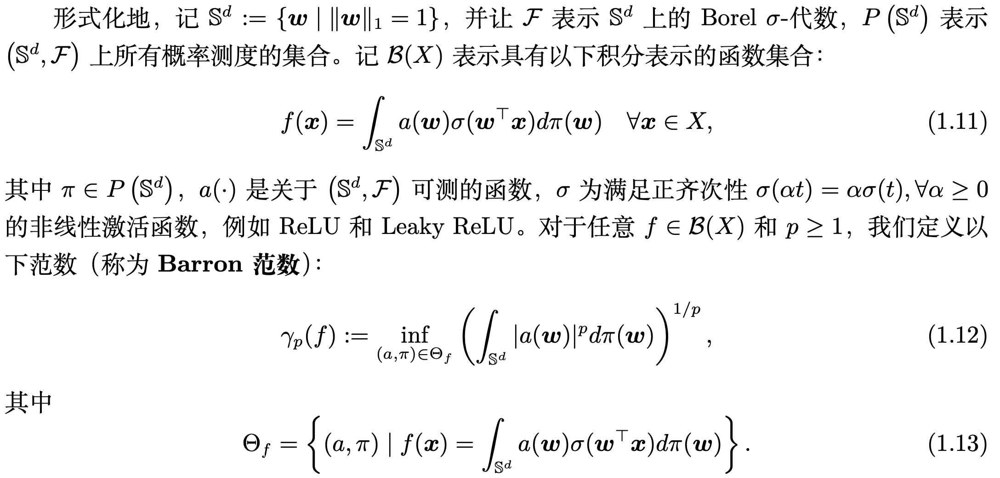 形式化地，记 $\mathbb{S}^d := \{\boldsymbol{w} \mid \|\boldsymbol{w}\|_1 = 1\}$，并让 $\mathcal{F}$ 表示 $\mathbb{S}^d$ 上的 Borel $\sigma$-代数，$P\left(\mathbb{S}^d\right)$ 表示
$\left(\mathbb{S}^d, \mathcal{F}\right)$ 上所有概率测度的集合。记 $\mathcal{B}(X)$ 表示具有以下积分表示的函数集合：
$f(\boldsymbol{x}) = \int_{\mathbb{S}^d} a(\boldsymbol{w})\sigma(\boldsymbol{w}^\top \boldsymbol{x})d\pi(\boldsymbol{w}) \quad \forall \boldsymbol{x} \in X,$ (1.11)
其中 $\pi \in P\left(\mathbb{S}^d\right)$，$a(\cdot)$ 是关于 $\left(\mathbb{S}^d, \mathcal{F}\right)$ 可测的函数，$\sigma$ 为满足正齐次性 $\sigma(\alpha t) = \alpha\sigma(t), \forall \alpha \geq 0$
的非线性激活函数，例如 ReLU 和 Leaky ReLU。对于任意 $f \in \mathcal{B}(X)$ 和 $p \geq 1$，我们定义以
下范数（称为 Barron 范数）：
$\gamma_p(f) := \inf_{(a,\pi)\in\Theta_f} \left(\int_{\mathbb{S}^d} |a(\boldsymbol{w})|^p d\pi(\boldsymbol{w})\right)^{1/p},$ (1.12)
其中
$\Theta_f = \left\{(a, \pi) \mid f(\boldsymbol{x}) = \int_{\mathbb{S}^d} a(\boldsymbol{w})\sigma(\boldsymbol{w}^\top \boldsymbol{x})d\pi(\boldsymbol{w})\right\}.$ (1.13)